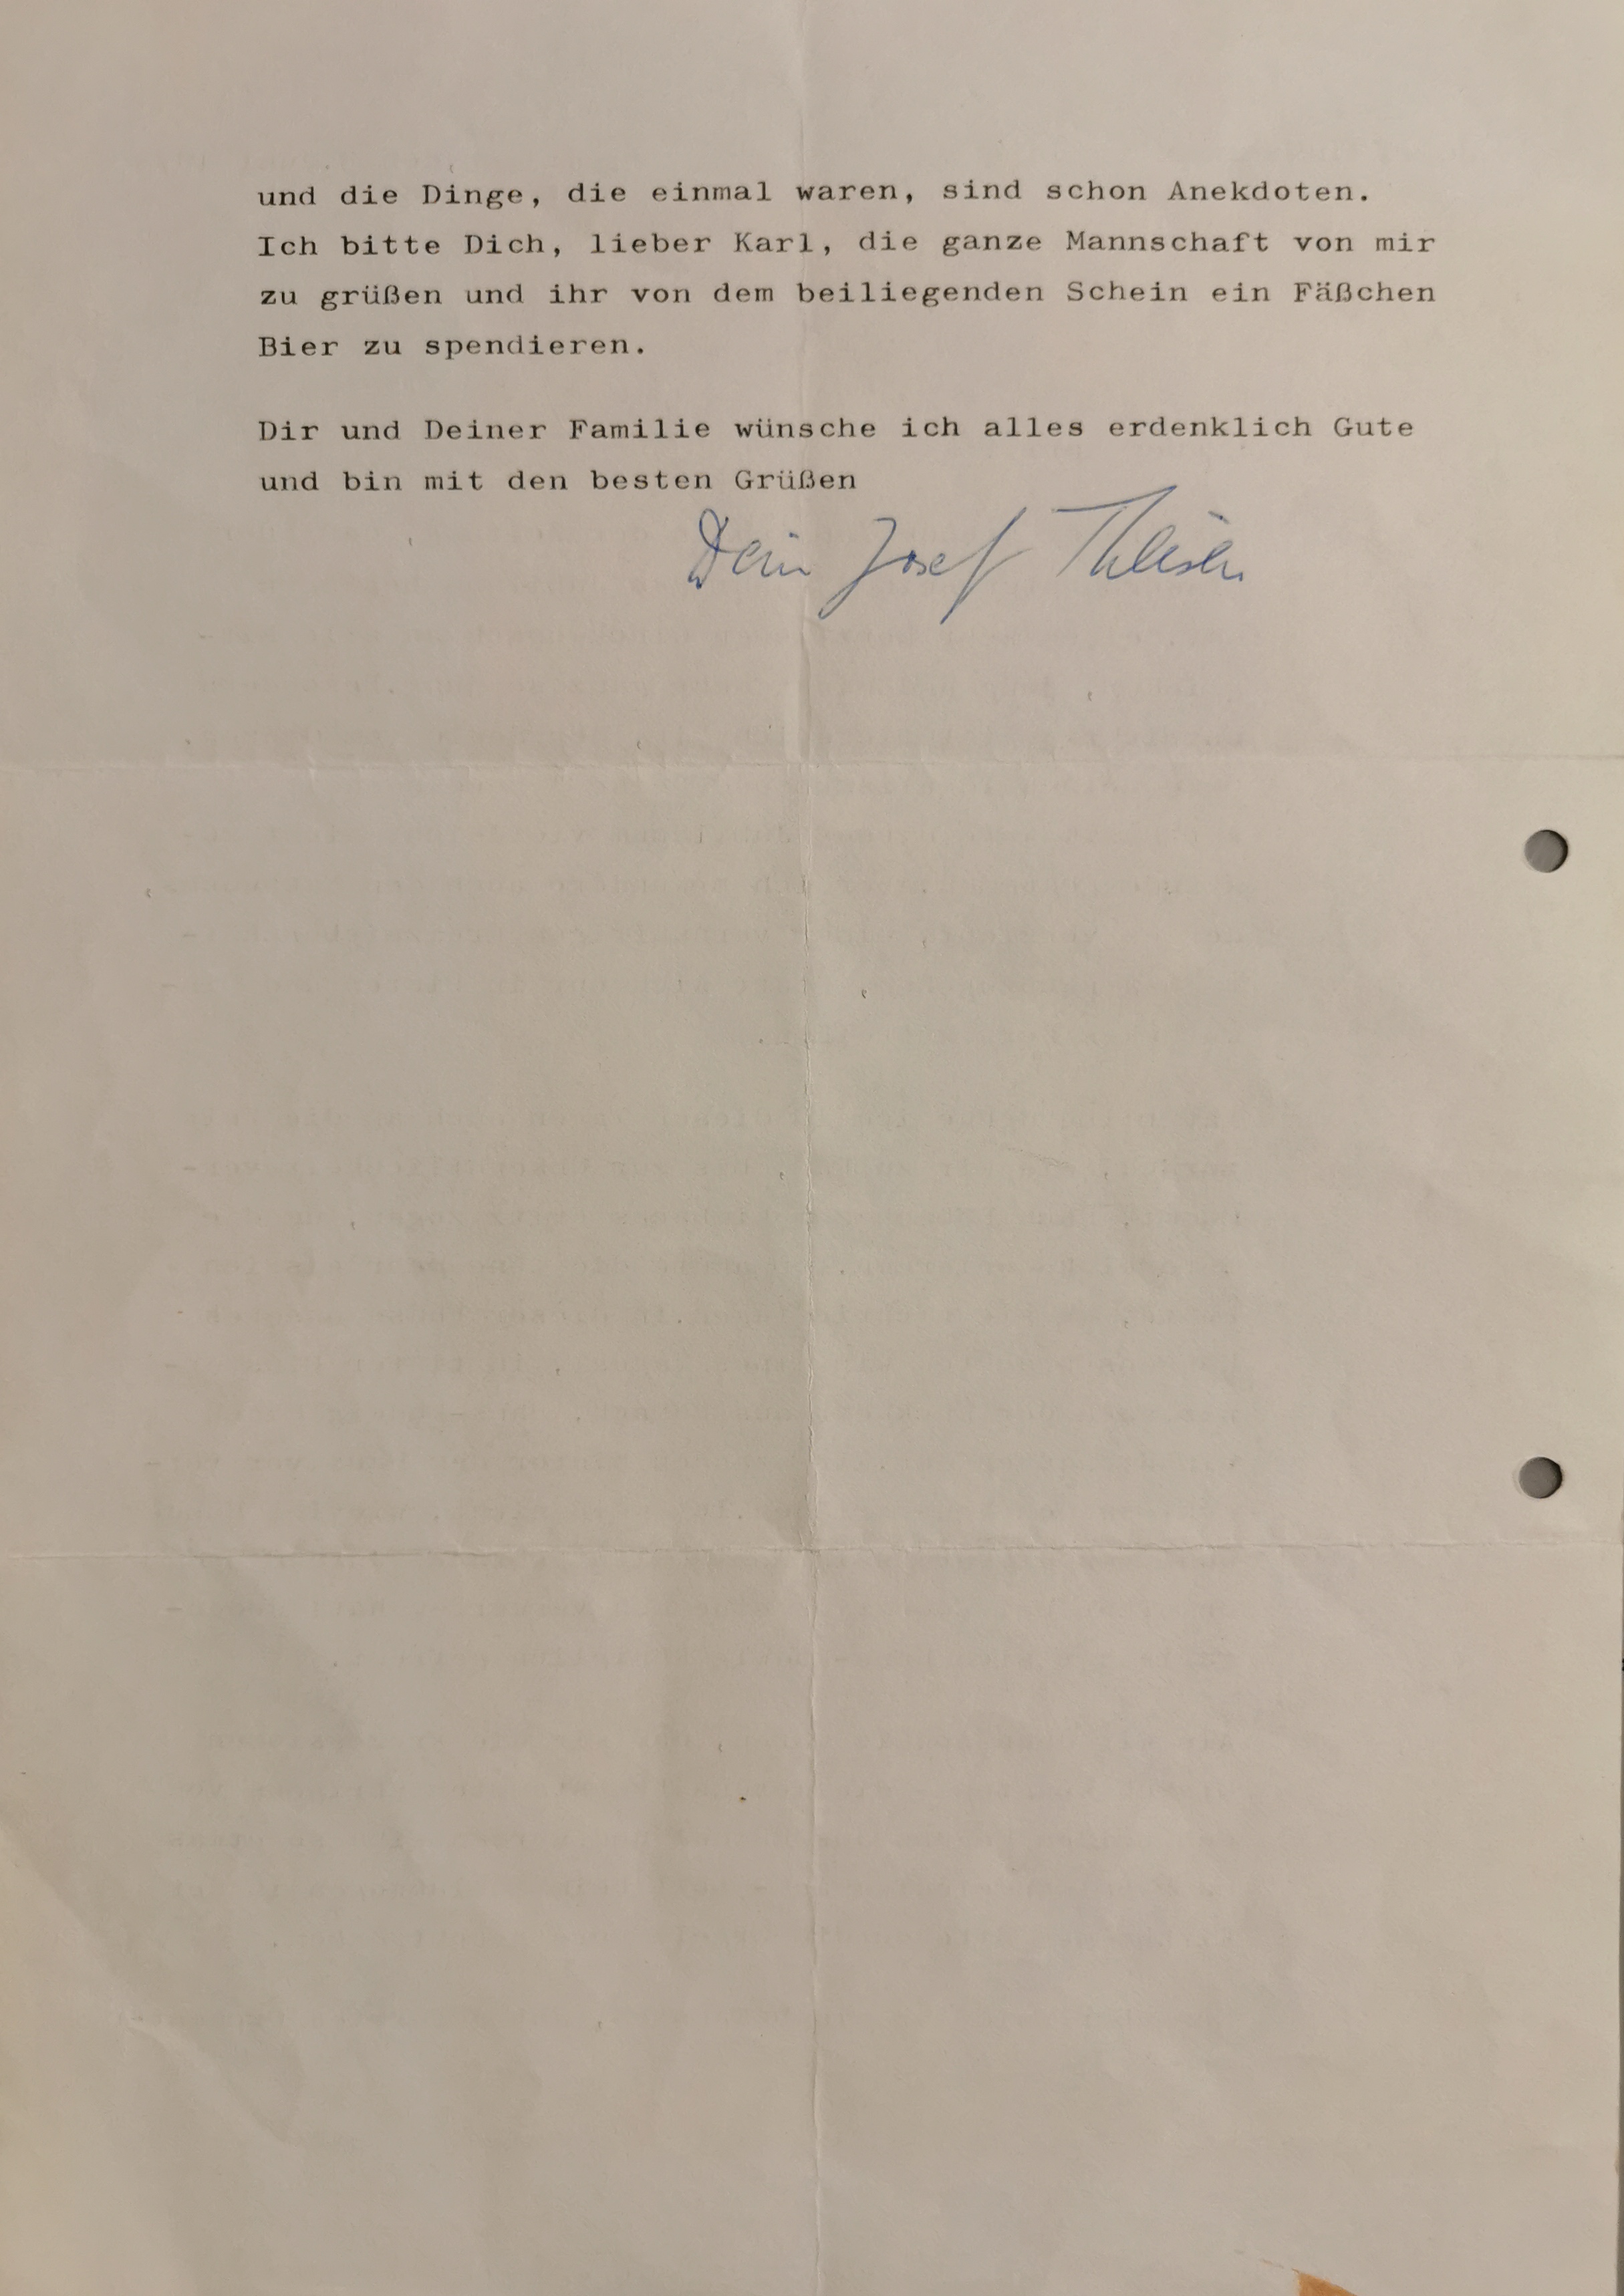 und die Dinge, die einmal waren, sind schon Anekdoten.
Ich bitte Dich, lieber Karl, die ganze Mannschaft von mir
zu grüßen und ihr von dem beiliegenden Schein ein Fäßchen
Bier zu spendieren.
Dir und Deiner Familie wünsche ich alles erdenklich Gute
und bin mit den besten Grüßen
Dein Josef